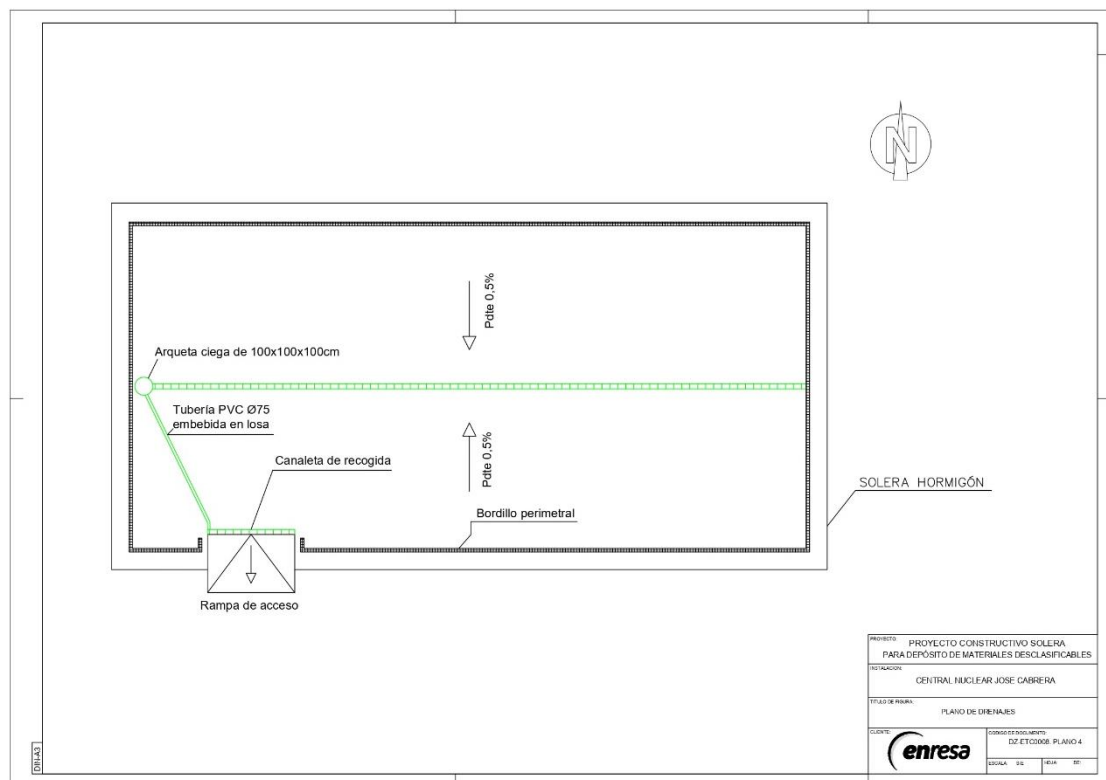 N
Pdte 0,5%
Arqueta ciega de 100x100x100cm
Tubería PVC Ø75
embebida en losa
Pdte 0,5%
Canaleta de recogida
SOLERA HORMIGÓN
Bordillo perimetral
Rampa de acceso
PROYECTO:
PROYECTO CONSTRUCTIVO SOLERA
PARA DEPÓSITO DE MATERIALES DESCLASIFICABLES
INSTALACIÓN:
CENTRAL NUCLEAR JOSE CABRERA
TÍTULO DE FIGURA:
PLANO DE DRENAJES
CLIENTE:
enresa
CODIGO DE DOCUMENTO:
DZ-ETC0008. PLANO 4
ESCALA S/E HOJA DE:
DIN-A3